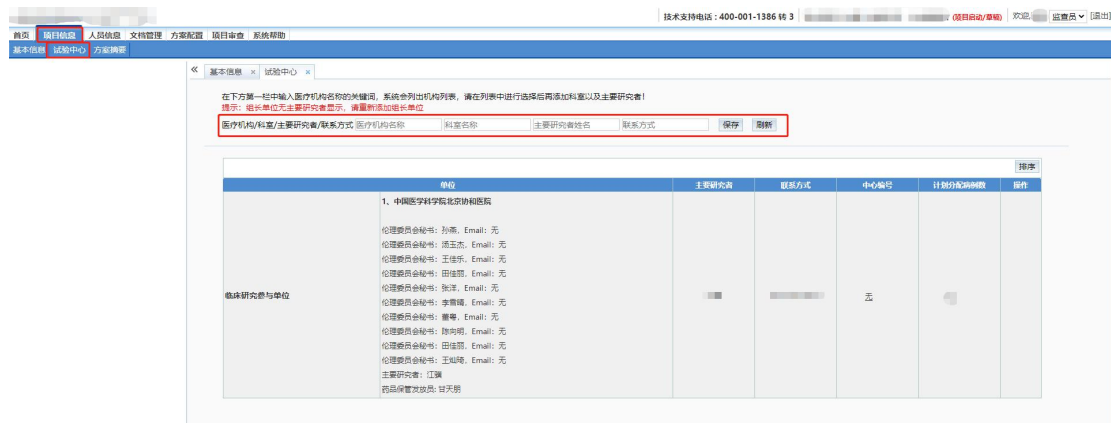 技术支持电话：400-001-1386 转 3
(项目启动/草稿) 欢迎, 监查员 [退出]
首页 项目信息 人员信息 文档管理 方案配置 项目审查 系统帮助
基本信息 试验中心 方案摘要
« 基本信息 × 试验中心 ×
在下方第一栏中输入医疗机构名称的关键词，系统会列出机构列表，请在列表中进行选择后再添加科室以及主要研究者！
提示：组长单位无主要研究者显示，请重新添加组长单位
医疗机构/科室/主要研究者/联系方式 医疗机构名称 科室名称 主要研究者姓名 联系方式 保存 刷新
排序
单位 主要研究者 联系方式 中心编号 计划分配病例数 操作
1、中国医学科学院北京协和医院
伦理委员会秘书：孙燕，Email：无
伦理委员会秘书：汤玉杰，Email：无
伦理委员会秘书：王佳乐，Email：无
伦理委员会秘书：田佳丽，Email：无
伦理委员会秘书：张洋，Email：无
临床研究参与单位 无
伦理委员会秘书：李雪晴，Email：无
伦理委员会秘书：董粤，Email：无
伦理委员会秘书：陈向明，Email：无
伦理委员会秘书：田佳丽，Email：无
伦理委员会秘书：王灿琦，Email：无
主要研究者：江骥
药品保管发放员: 甘天朋